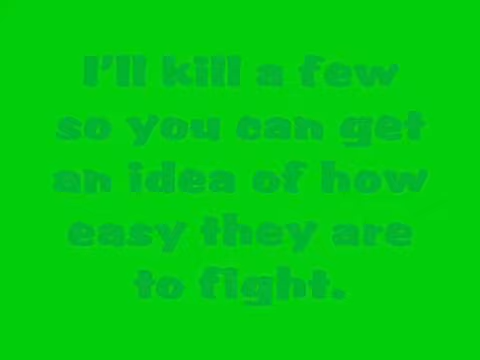 I'll kill a few
so you can get
an idea of how
easy they are
to fight.